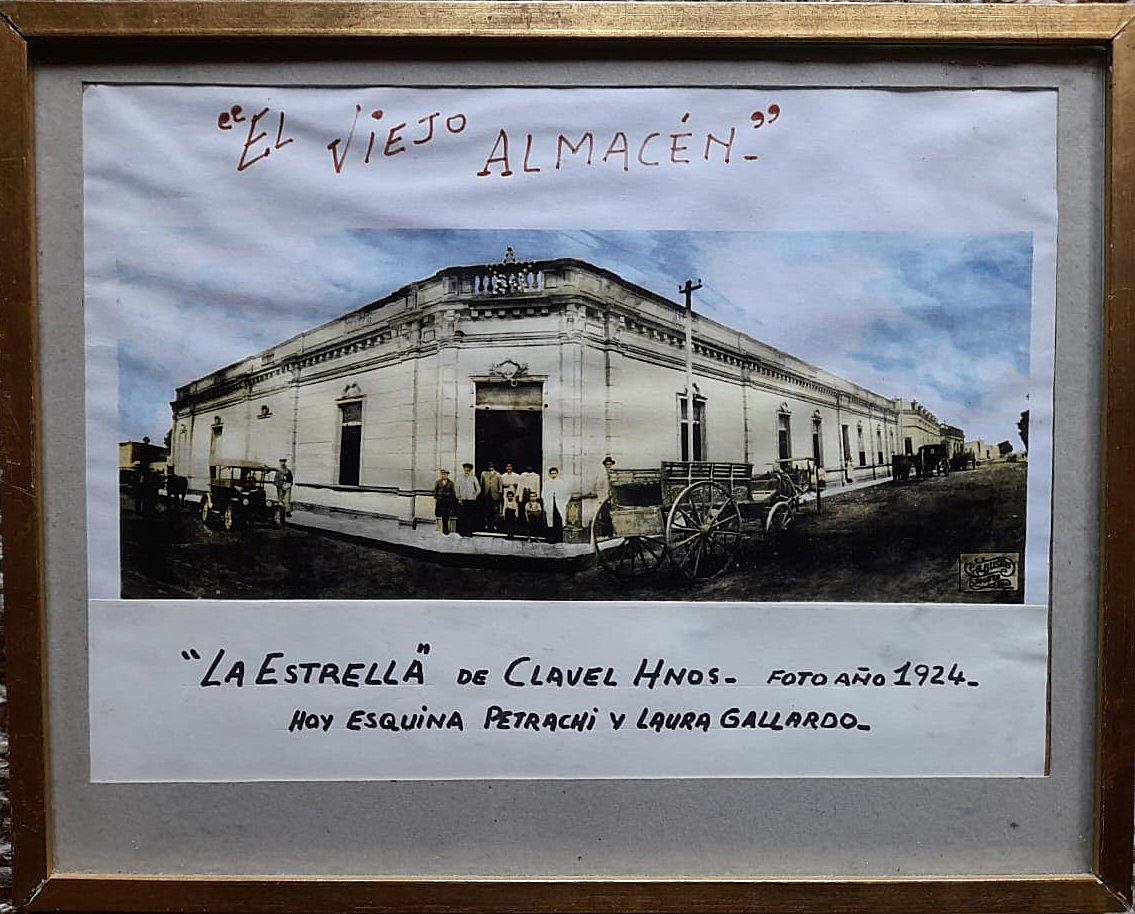 "EL VIEJO ALMACÉN-"
"LA ESTRELLA" DE CLAVEL HNOS- FOTO AÑO 1924-
HOY ESQUINA PETRACHI Y LAURA GALLARDO-